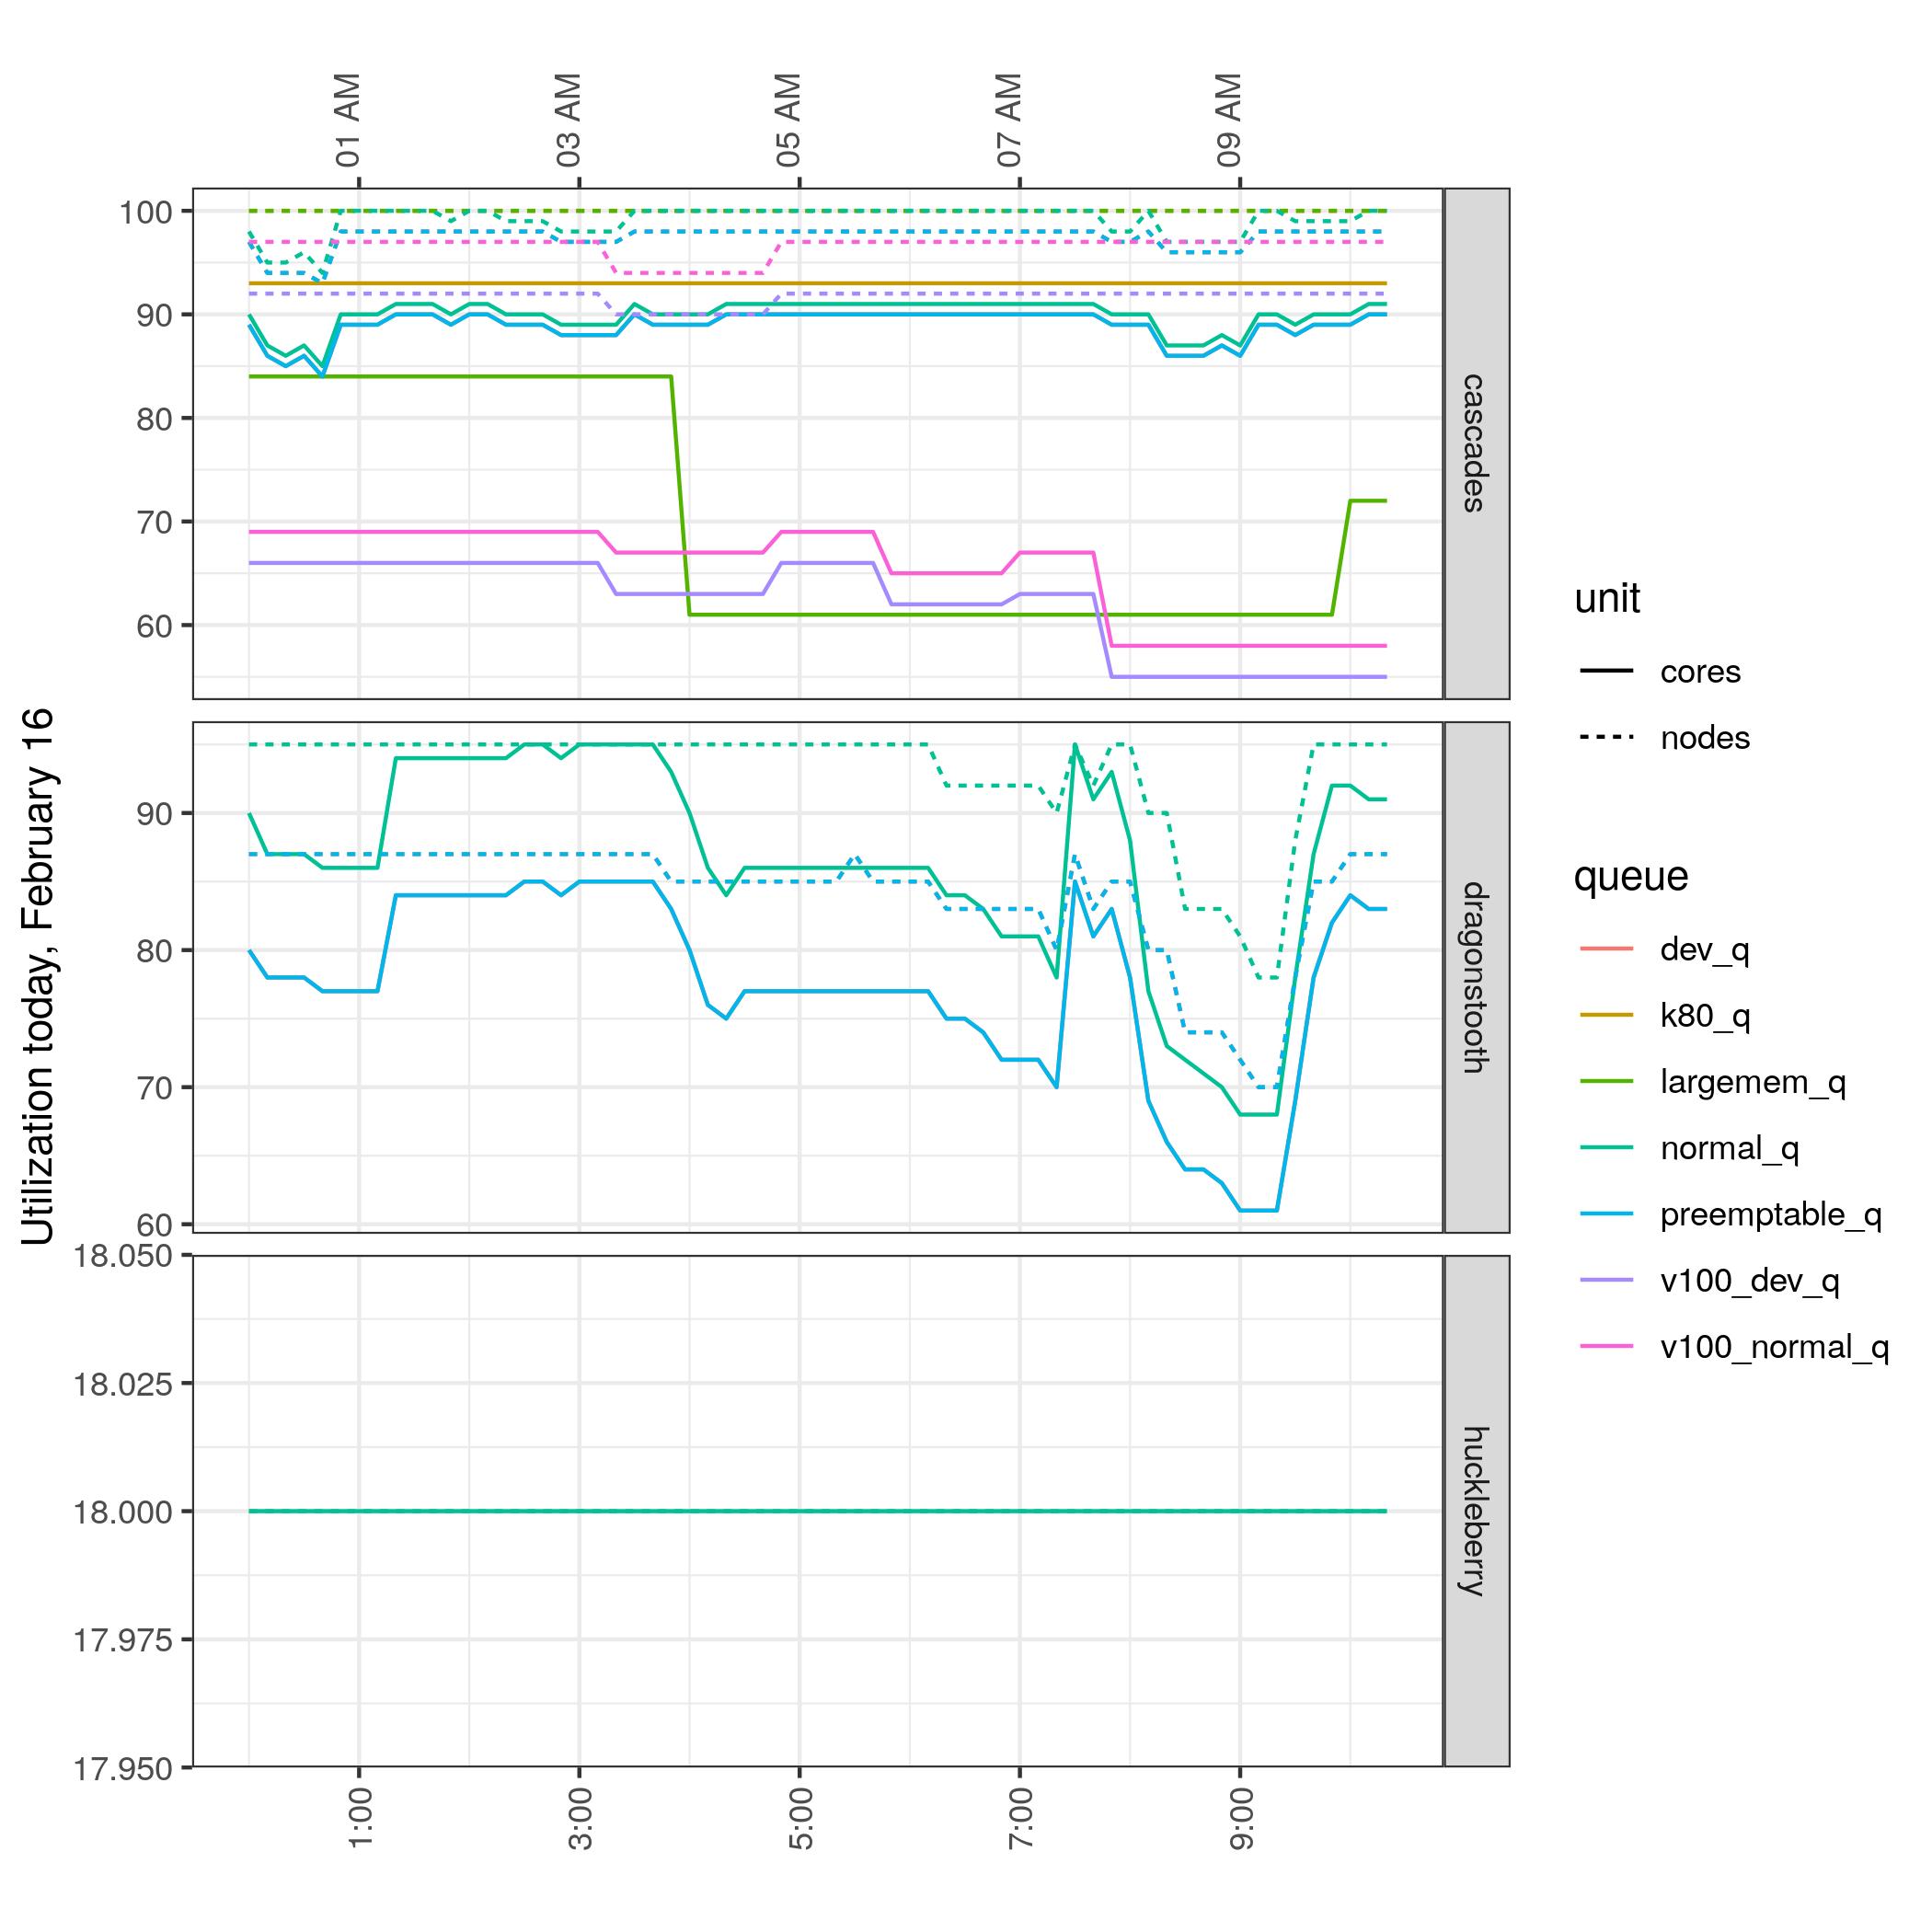 01 AM
03 AM
05 AM
07 AM
09 AM
100
90
80
70
60
cascades
90
80
70
60
dragonstooth
18.050
18.025
18.000
17.975
17.950
huckleberry
1:00
3:00
5:00
7:00
9:00
Utilization today, February 16
unit
cores
nodes
queue
dev_q
k80_q
largemem_q
normal_q
preemptable_q
v100_dev_q
v100_normal_q